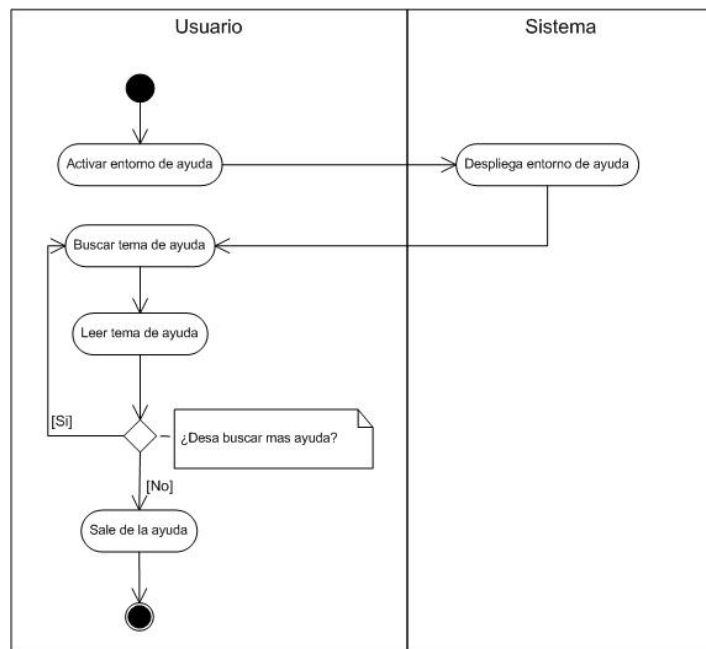 Usuario
Sistema
Activar entorno de ayuda
Despliega entorno de ayuda
Buscar tema de ayuda
Leer tema de ayuda
[Sí]
¿Desa buscar mas ayuda?
[No]
Sale de la ayuda